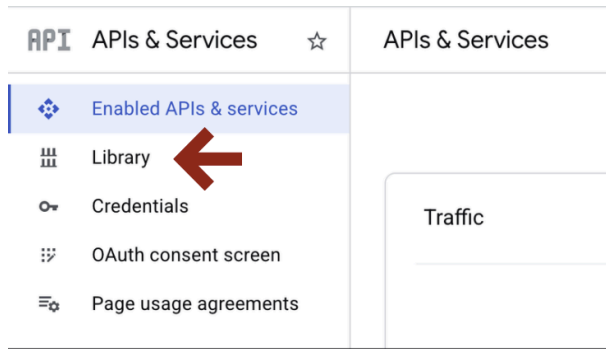 API APIs & Services
APIs & Services
Enabled APIs & services
Library
Credentials
OAuth consent screen
Page usage agreements
Traffic